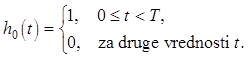 h₀(t) = { 1, 0 ≤ t < T,
0, za druge vrednosti t.